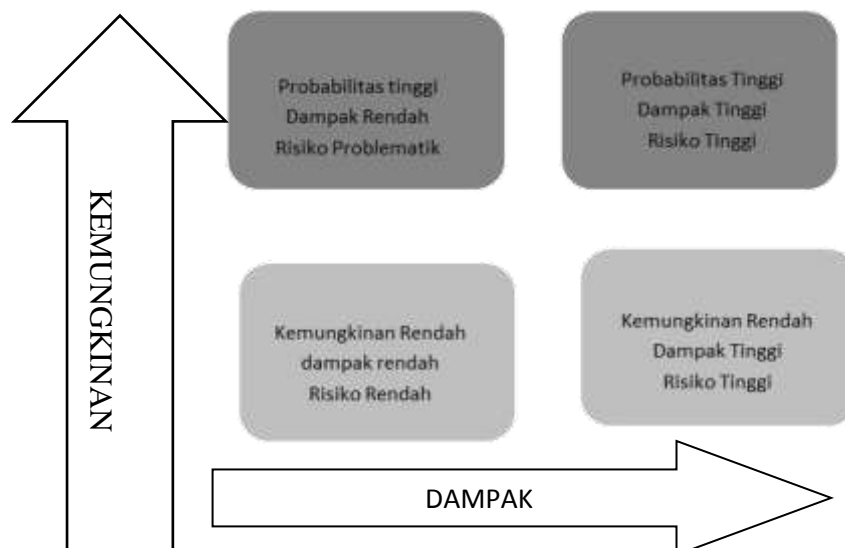 Probabilitas tinggi
Dampak Rendah
Risiko Problematik
Probabilitas Tinggi
Dampak Tinggi
Risiko Tinggi
KEMUNGKINAN
Kemungkinan Rendah
dampak rendah
Risiko Rendah
Kemungkinan Rendah
Dampak Tinggi
Risiko Tinggi
DAMPAK